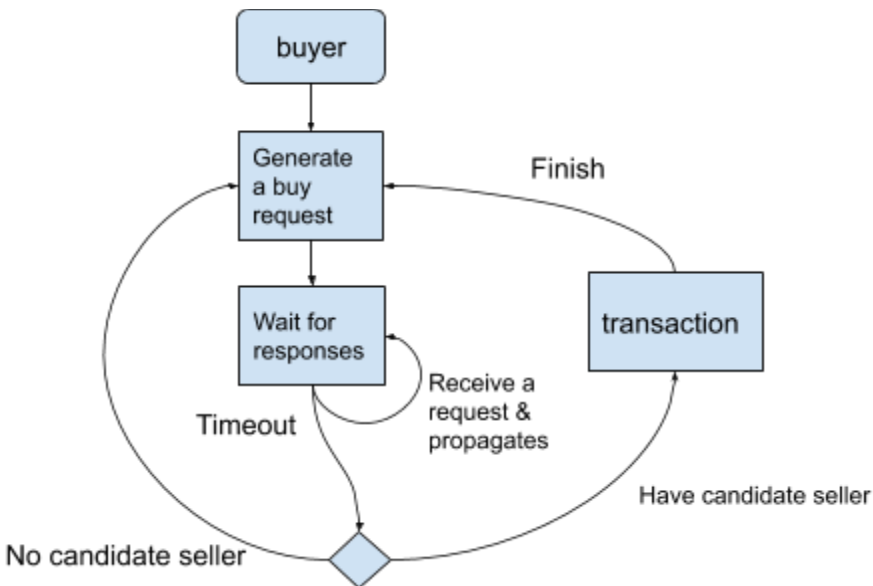 buyer
Generate
a buy
request
Finish
Wait for
responses
transaction
Receive a
request &
propagates
Timeout
Have candidate seller
No candidate seller